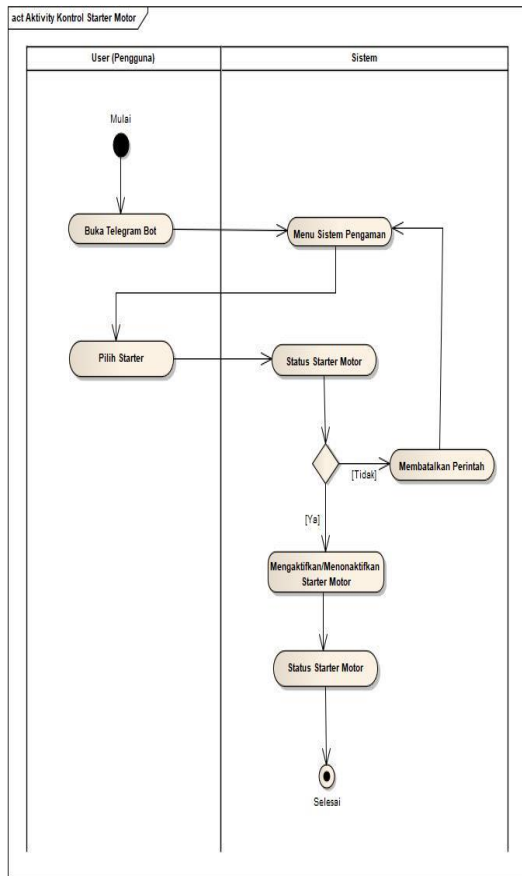 act Aktivity Kontrol Starter Motor
User (Pengguna)
Sistem
Mulai
Buka Telegram Bot
Menu Sistem Pengaman
Pilih Starter
Status Starter Motor
Membatalkan Perintah
[Tidak]
[Ya]
Mengaktifkan/Menonaktifkan
Starter Motor
Status Starter Motor
Selesai